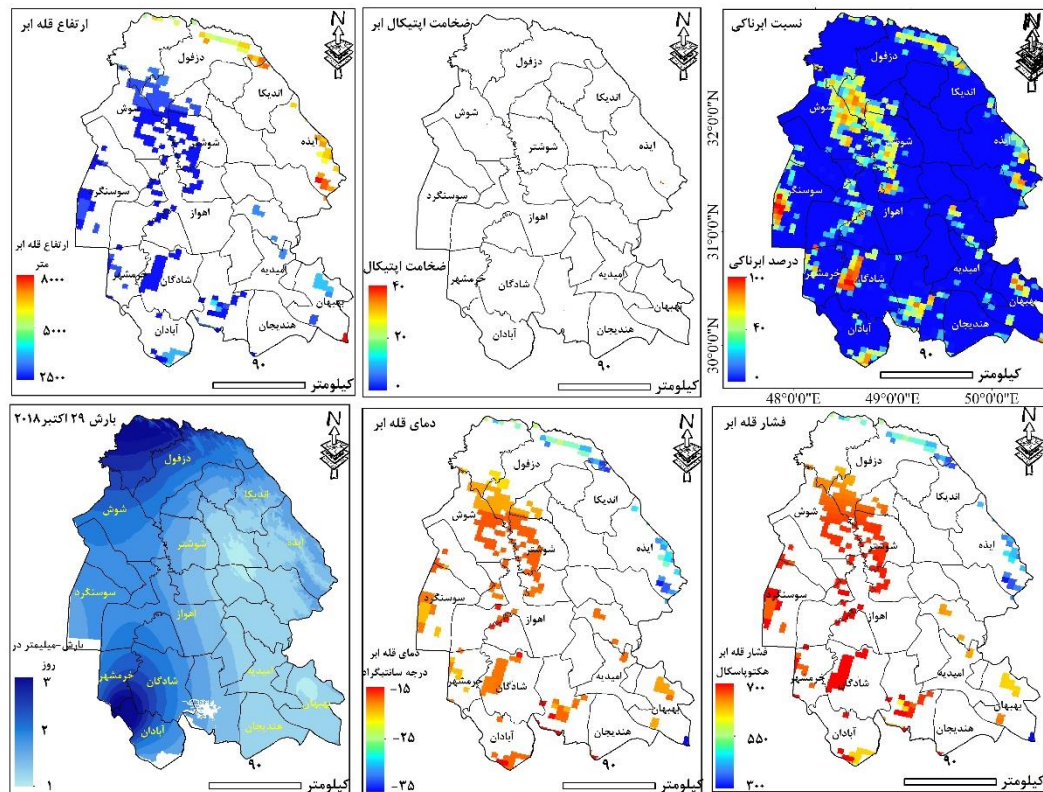 ارتفاع قله ابر
N
دزفول
اندیکا
شوش
شوشتر
ایذه
سوسنگرد
اهواز
ارتفاع قله ابر
متر
۸۰۰۰
۵۰۰۰
۲۵۰۰
خرمشهر
شادگان
امیدیه
بهبهان
آبادان
هندیجان
۹۰
کیلومتر
ضخامت اپتیکال ابر
N
دزفول
اندیکا
شوش
شوشتر
ایذه
سوسنگرد
اهواز
ضخامت اپتیکال
۴۰
۲۰
۰
خرمشهر
شادگان
امیدیه
بهبهان
آبادان
هندیجان
۹۰
کیلومتر
نسبت ابرناکی
N
دزفول
اندیکا
شوش
شوشتر
ایذه
سوسنگرد
اهواز
درصد ابرناکی
۱۰۰
۴۰
۰
خرمشهر
شادگان
امیدیه
بهبهان
آبادان
هندیجان
۹۰
کیلومتر
32°0'0"N
31°0'0"N
30°0'0"N
48°0'0"E
49°0'0"E
50°0'0"E
بارش ۲۹ اکتبر۲۰۱۸
N
دزفول
اندیکا
شوش
شوشتر
ایذه
سوسنگرد
اهواز
بارش-میلیمتر در
روز
۳
۲
۱
خرمشهر
شادگان
امیدیه
بهبهان
آبادان
هندیجان
۹۰
کیلومتر
دمای قله ابر
N
دزفول
اندیکا
شوش
شوشتر
ایذه
سوسنگرد
اهواز
دمای قله ابر
درجه سانتیگراد
-۱۵
-۲۵
-۳۵
خرمشهر
شادگان
امیدیه
بهبهان
آبادان
هندیجان
۹۰
کیلومتر
فشار قله ابر
N
دزفول
اندیکا
شوش
شوشتر
ایذه
سوسنگرد
اهواز
فشار قله ابر
هکتوپاسکال
۷۰۰
۵۵۰
۳۰۰
خرمشهر
شادگان
امیدیه
بهبهان
آبادان
هندیجان
۹۰
کیلومتر